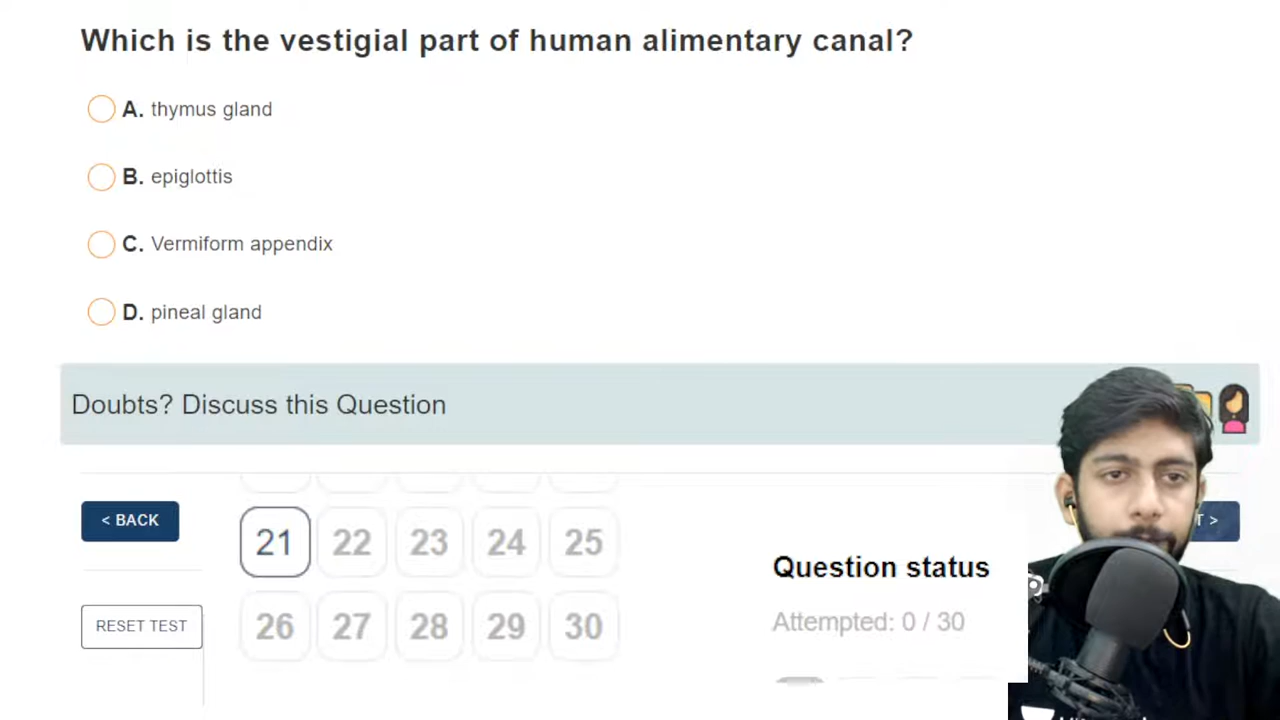 Which is the vestigial part of human alimentary canal?
A. thymus gland
B. epiglottis
C. Vermiform appendix
D. pineal gland
Doubts? Discuss this Question
< BACK
T >
21 22 23 24 25
Question status
RESET TEST
26 27 28 29 30
Attempted: 0 / 30